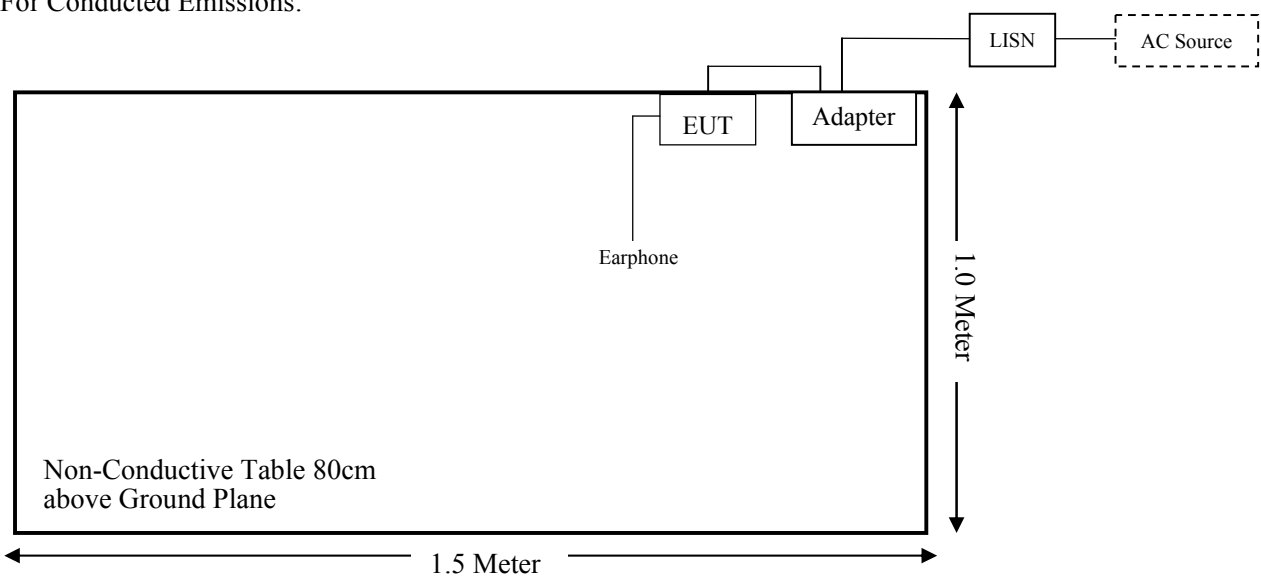 For Conducted Emissions:
LISN
AC Source
EUT
Adapter
Earphone
1.0 Meter
Non-Conductive Table 80cm
above Ground Plane
1.5 Meter